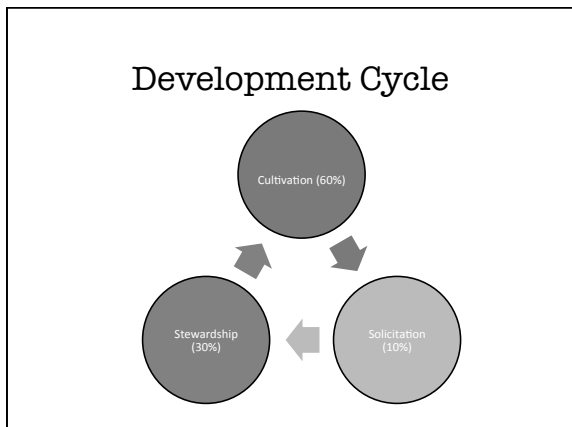 Development Cycle
Cultivation (60%)
Stewardship
(30%)
Solicitation
(10%)